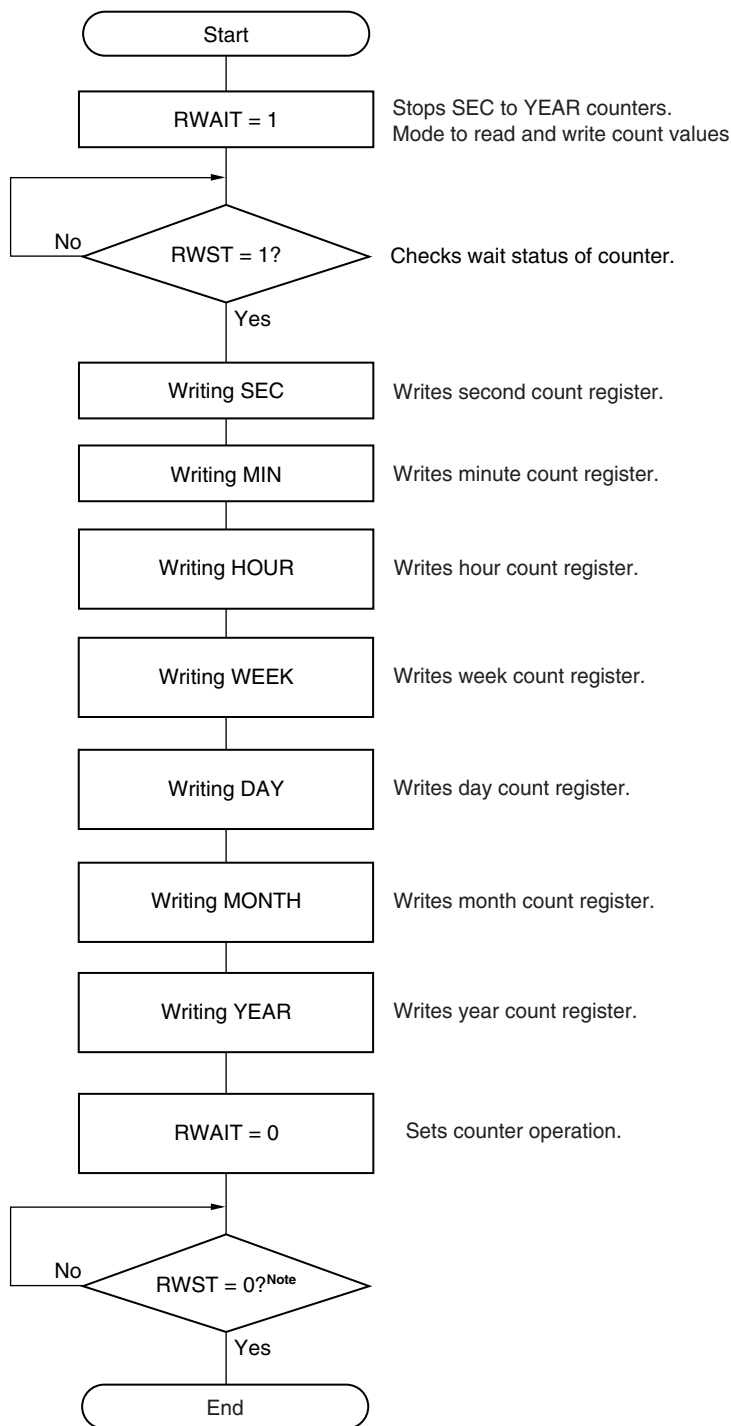 Start
RWAIT = 1
Stops SEC to YEAR counters.
Mode to read and write count values
No
RWST = 1?
Checks wait status of counter.
Yes
Writing SEC
Writes second count register.
Writing MIN
Writes minute count register.
Writing HOUR
Writes hour count register.
Writing WEEK
Writes week count register.
Writing DAY
Writes day count register.
Writing MONTH
Writes month count register.
Writing YEAR
Writes year count register.
RWAIT = 0
Sets counter operation.
No
RWST = 0?Note
Yes
End